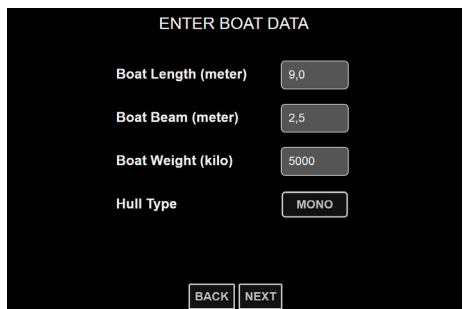 ENTER BOAT DATA
Boat Length (meter) 9,0
Boat Beam (meter) 2,5
Boat Weight (kilo) 5000
Hull Type MONO
BACK NEXT